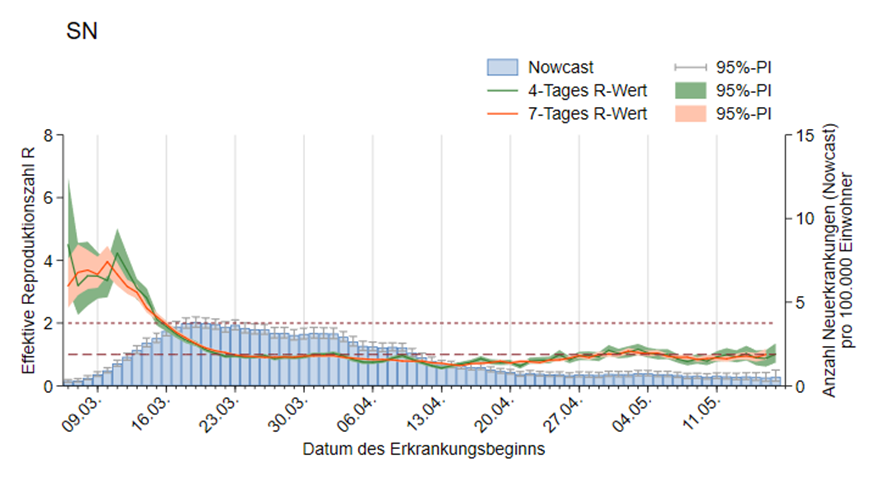 SN
Nowcast 95%-PI
4-Tages R-Wert 95%-PI
7-Tages R-Wert 95%-PI
Effektive Reproduktionszahl R
8
6
4
2
0
15
10
5
0
Anzahl Neuerkrankungen (Nowcast)
pro 100.000 Einwohner
09.03. 16.03. 23.03. 30.03. 06.04. 13.04. 20.04. 27.04. 04.05. 11.05.
Datum des Erkrankungsbeginns